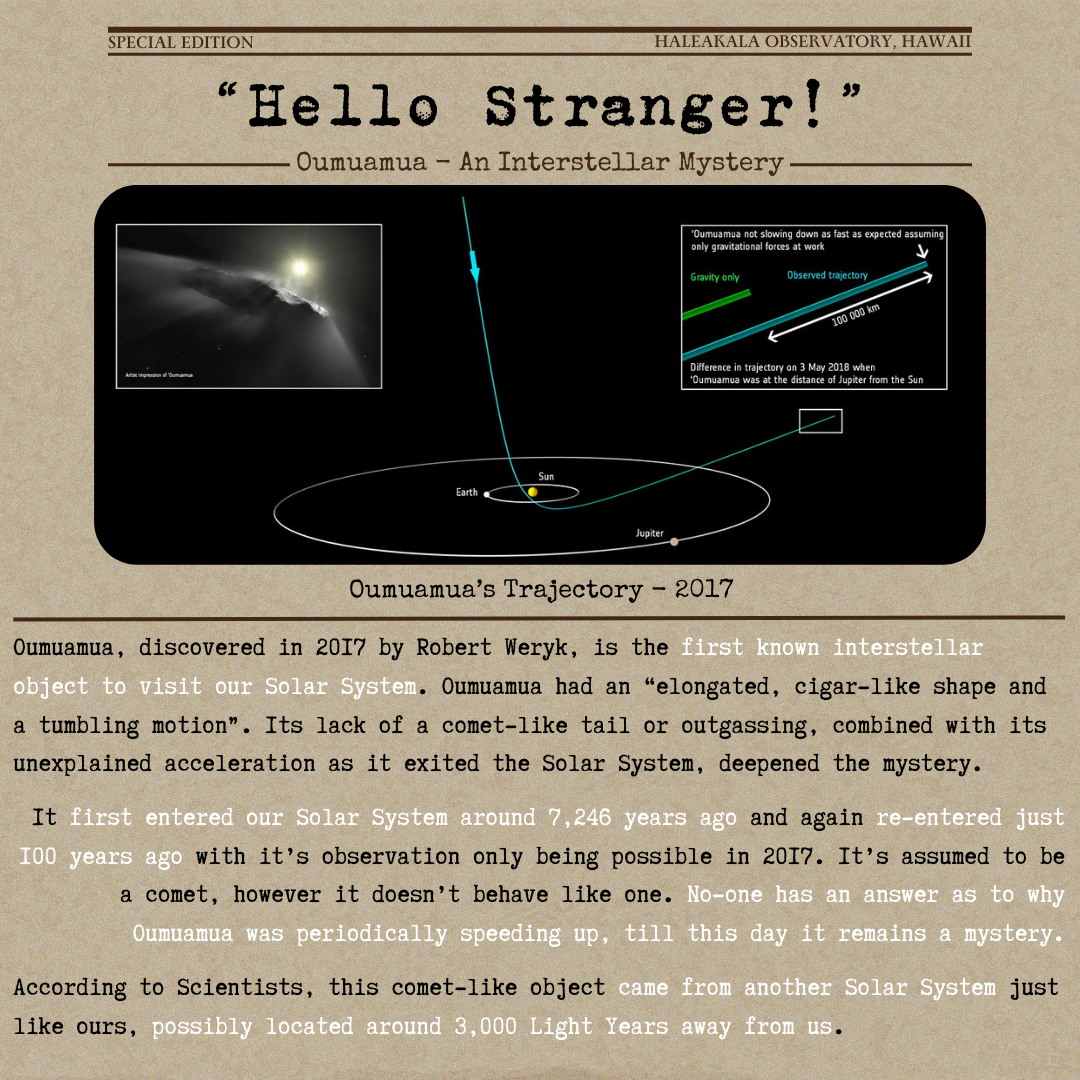 SPECIAL EDITION
HALEAKALA OBSERVATORY, HAWAII
“Hello Stranger!”
Oumuamua - An Interstellar Mystery
Artist impression of 'Oumuamua
'Oumuamua not slowing down as fast as expected assuming
only gravitational forces at work
Gravity only
Observed trajectory
100 000 km
Difference in trajectory on 3 May 2018 when
'Oumuamua was at the distance of Jupiter from the Sun
Sun
Earth
Jupiter
Oumuamua’s Trajectory - 2017
Oumuamua, discovered in 2017 by Robert Weryk, is the first known interstellar
object to visit our Solar System. Oumuamua had an “elongated, cigar-like shape and
a tumbling motion”. Its lack of a comet-like tail or outgassing, combined with its
unexplained acceleration as it exited the Solar System, deepened the mystery.
It first entered our Solar System around 7,246 years ago and again re-entered just
100 years ago with it’s observation only being possible in 2017. It’s assumed to be
a comet, however it doesn’t behave like one. No-one has an answer as to why
Oumuamua was periodically speeding up, till this day it remains a mystery.
According to Scientists, this comet-like object came from another Solar System just
like ours, possibly located around 3,000 Light Years away from us.